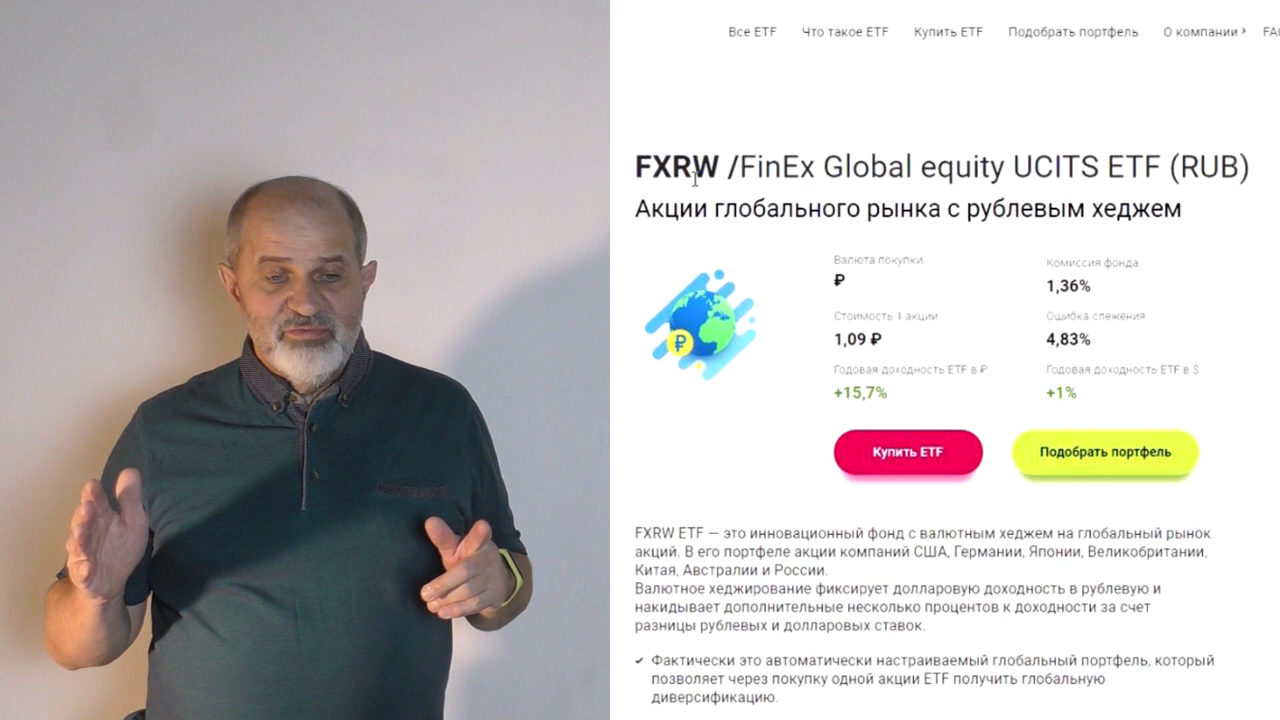 Все ETF Что такое ETF Купить ETF Подобрать портфель О компании
FXRW /FinEx Global equity UCITS ETF (RUB)
Акции глобального рынка с рублевым хеджем
Валюта покупки:
₽
Комиссия фонда
1,36%
Стоимость 1 акции
1,09 ₽
Ошибка слежения
4,83%
Годовая доходность ETF в ₽
+15,7%
Годовая доходность ETF в $
+1%
Купить ETF
Подобрать портфель
FXRW ETF — это инновационный фонд с валютным хеджем на глобальный рынок
акций. В его портфеле акции компаний США, Германии, Японии, Великобритании,
Китая, Австралии и России.
Валютное хеджирование фиксирует долларовую доходность в рублевую и
накидывает дополнительные несколько процентов к доходности за счет
разницы рублевых и долларовых ставок.
Фактически это автоматически настраиваемый глобальный портфель, который
позволяет через покупку одной акции ETF получить глобальную
диверсификацию.